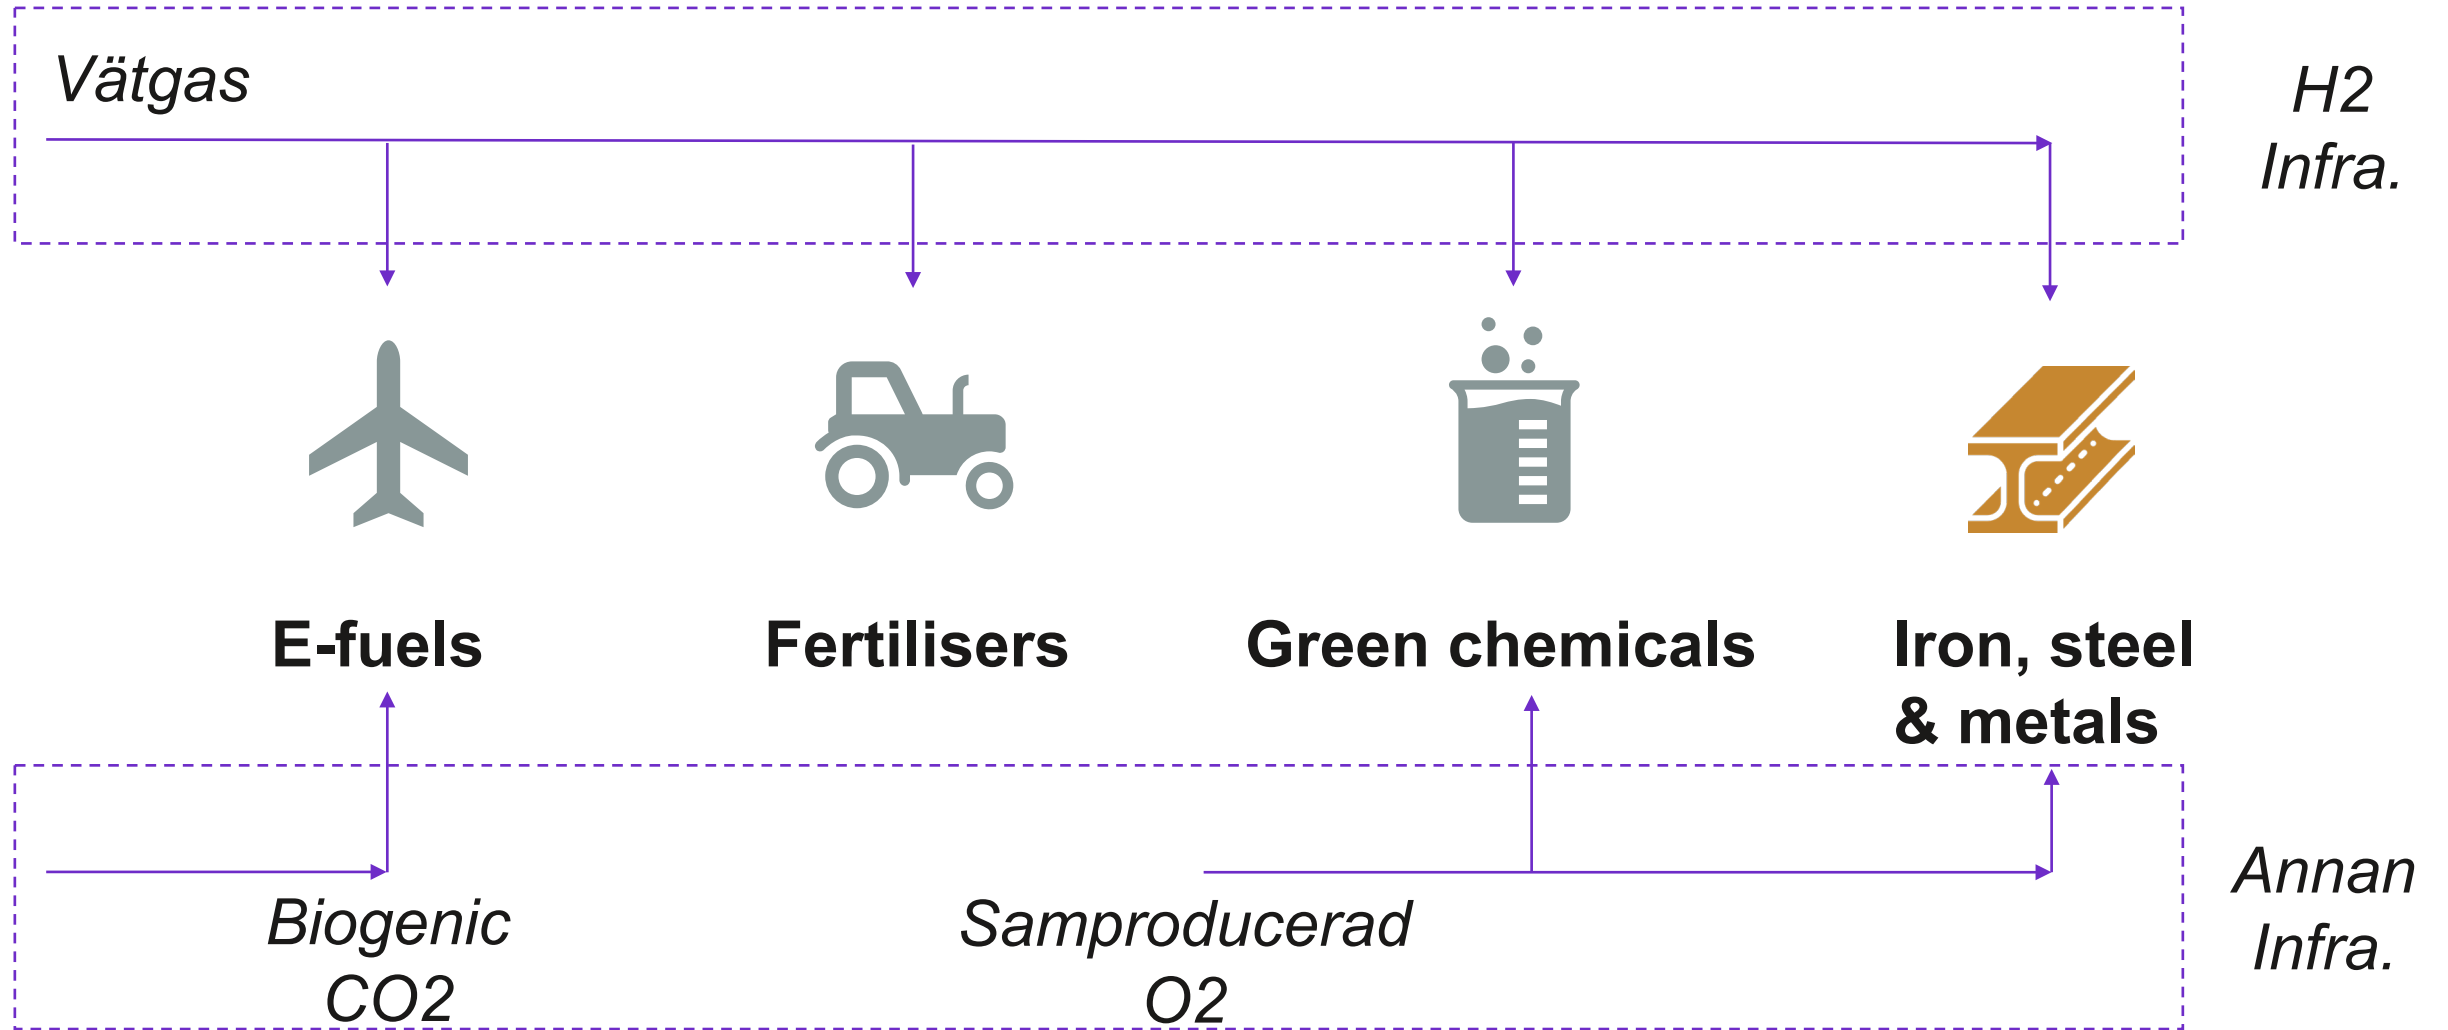 Vätgas
H2
Infra.
E-fuels
Fertilisers
Green chemicals
Iron, steel
& metals
Biogenic
CO2
Samproducerad
O2
Annan
Infra.